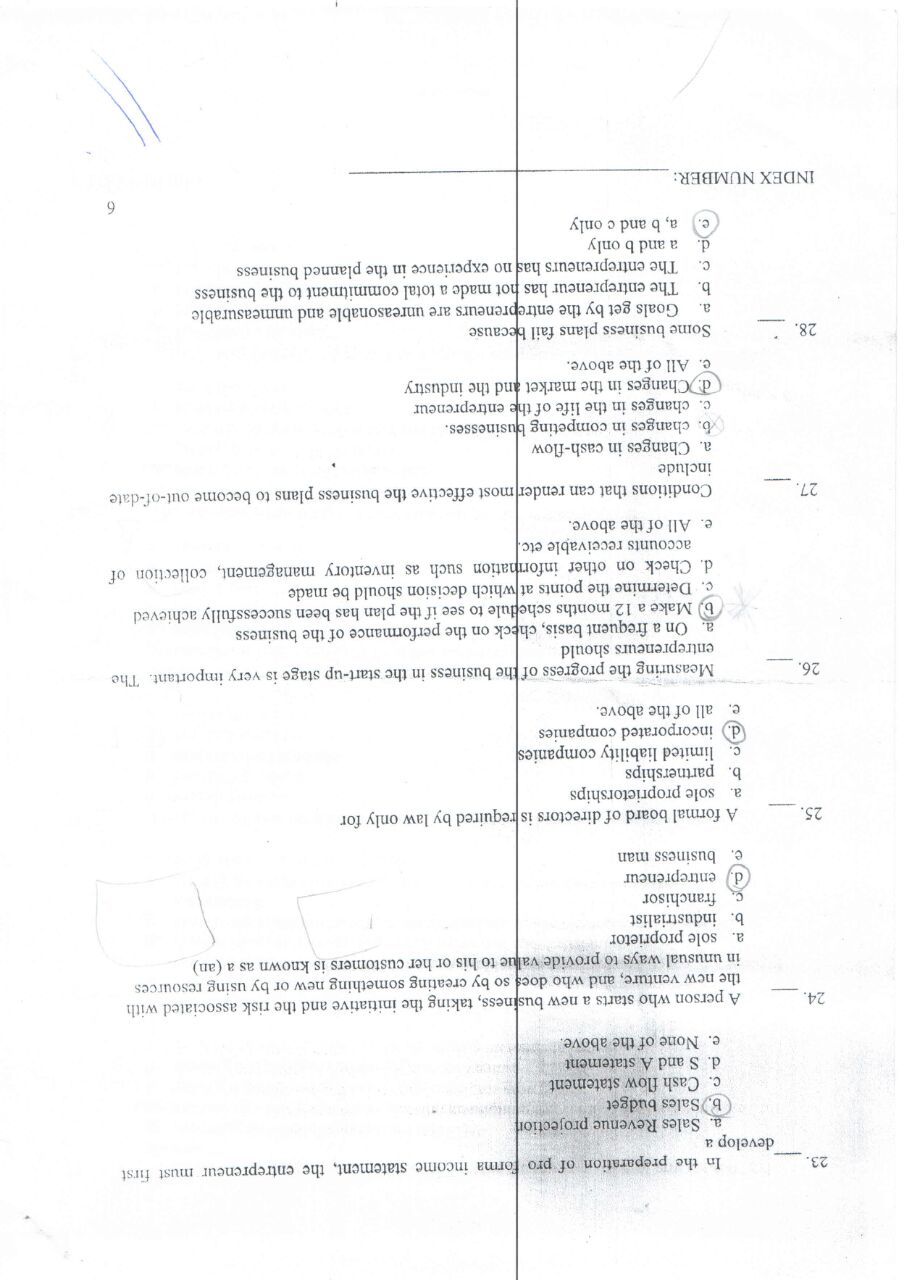 23. ___ In the preparation of pro forma income statement, the entrepreneur must first
develop a
a. Sales Revenue projection
b. Sales budget
c. Cash flow statement
d. S and A statement
e. None of the above.
24. ___ A person who starts a new business, taking the initiative and the risk associated with
the new venture, and who does so by creating something new or by using resources
in unusual ways to provide value to his or her customers is known as a (an)
a. sole proprietor
b. industrialist
c. franchisor
d. entrepreneur
e. business man
25. ___ A formal board of directors is required by law only for
a. sole proprietorships
b. partnerships
c. limited liability companies
d. incorporated companies
e. all of the above.
26. ___ Measuring the progress of the business in the start-up stage is very important. The
entrepreneurs should
a. On a frequent basis, check on the performance of the business
b. Make a 12 months schedule to see if the plan has been successfully achieved
c. Determine the points at which decision should be made
d. Check on other information such as inventory management, collection of
accounts receivable etc.
e. All of the above.
27. ___ Conditions that can render most effective the business plans to become out-of-date
include
a. Changes in cash-flow
b. changes in competing businesses.
c. changes in the life of the entrepreneur
d. Changes in the market and the industry
e. All of the above.
28. ___ Some business plans fail because
a. Goals get by the entrepreneurs are unreasonable and unmeasurable
b. The entrepreneur has not made a total commitment to the business
c. The entrepreneurs has no experience in the planned business
d. a and b only
e. a, b and c only
6
INDEX NUMBER: ___